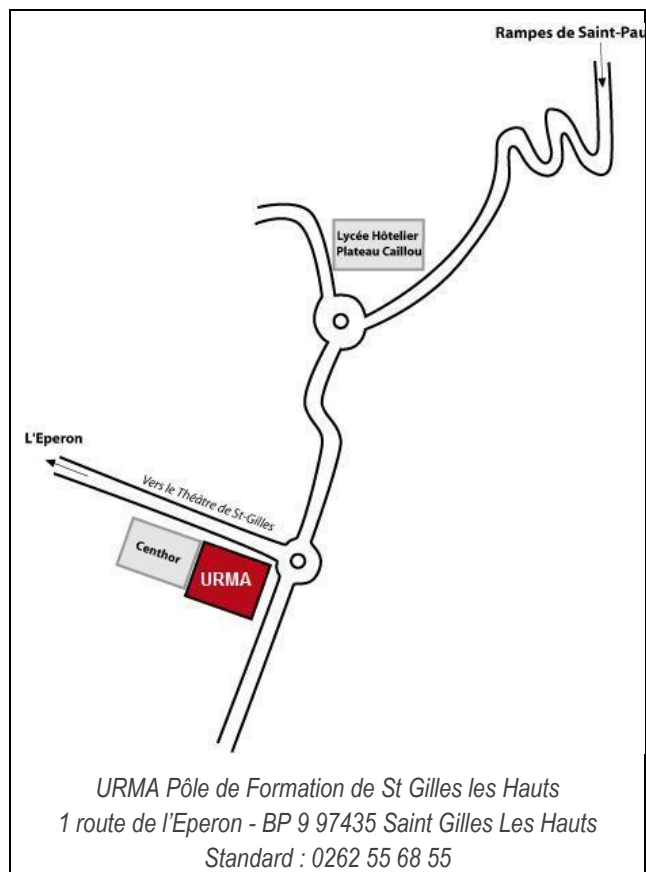 Rampes de Saint-Pau
Lycée Hôtelier
Plateau Caillou
L'Eperon
Vers le Théâtre de St-Gilles
Centhor
URMA
URMA Pôle de Formation de St Gilles les Hauts
1 route de l’Eperon - BP 9 97435 Saint Gilles Les Hauts
Standard : 0262 55 68 55